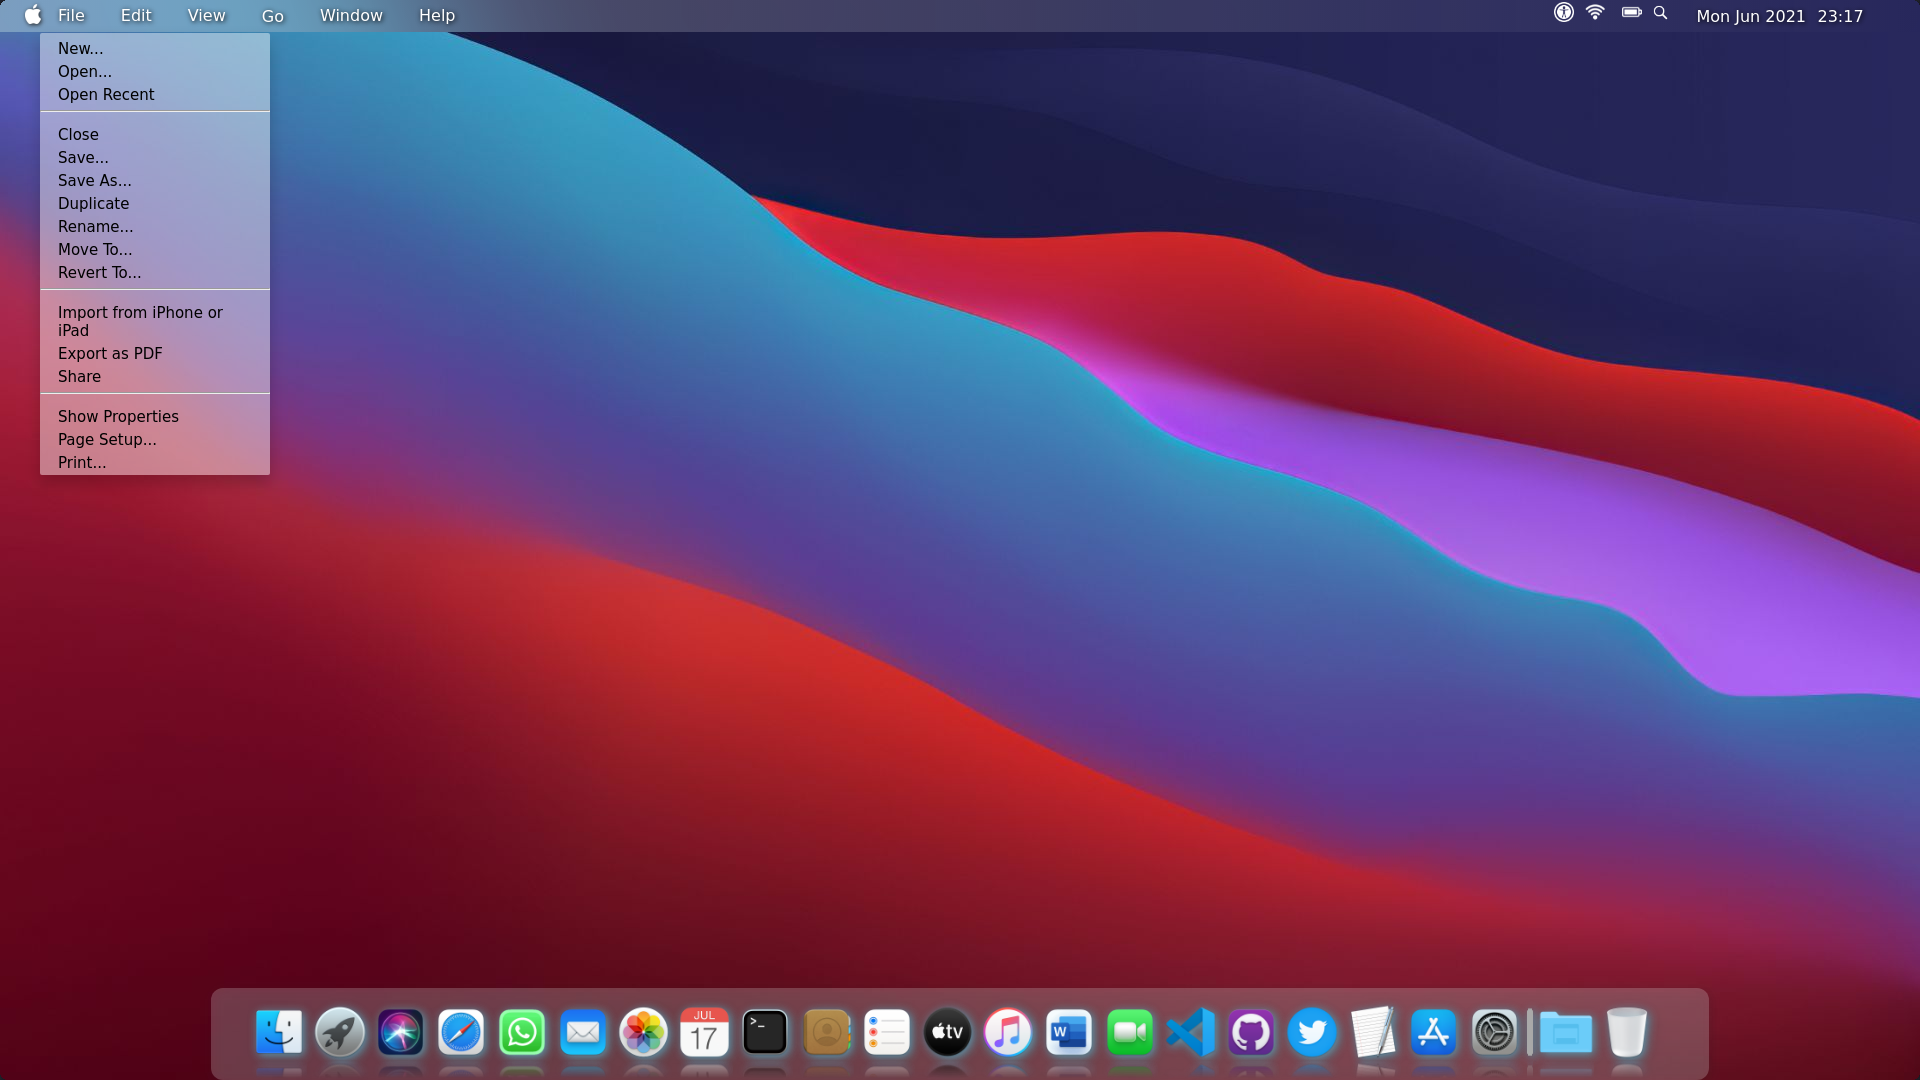 File Edit View Go Window Help Mon Jun 2021 23:17
New...
Open...
Open Recent
Close
Save...
Save As...
Duplicate
Rename...
Move To...
Revert To...
Import from iPhone or
iPad
Export as PDF
Share
Show Properties
Page Setup...
Print...
JUL
17
>_
tv
W